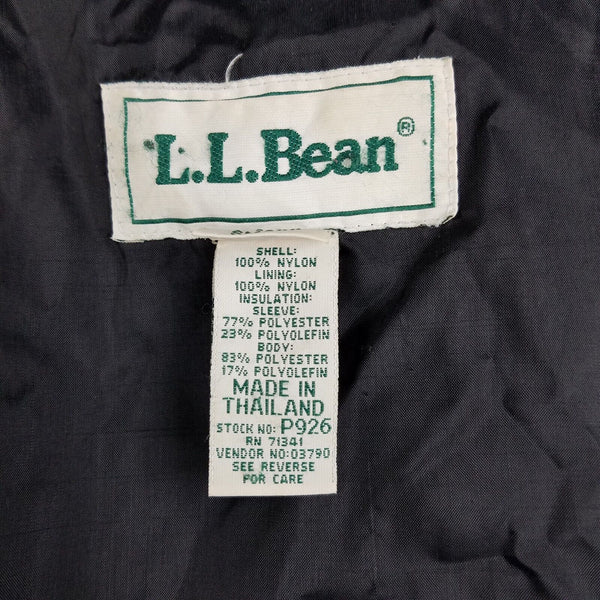 L.L.Bean®
SHELL:
100% NYLON
LINING:
100% NYLON
INSULATION:
SLEEVE:
77% POLYESTER
23% POLYOLEFIN
BODY:
83% POLYESTER
17% POLYOLEFIN
MADE IN
THAILAND
STOCK NO: P926
RN 71341
VENDOR NO:03790
SEE REVERSE
FOR CARE